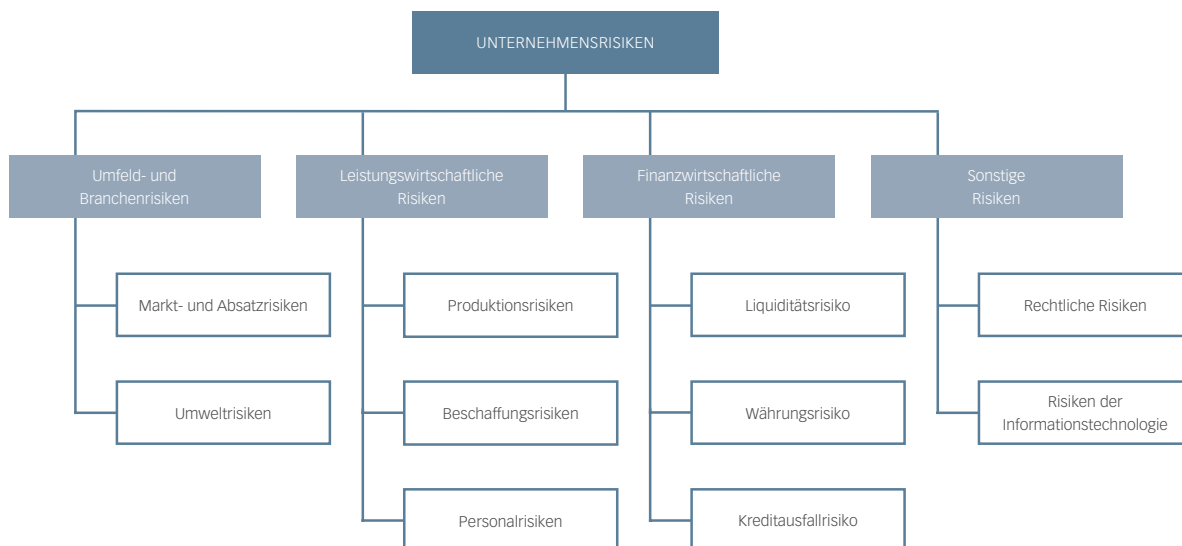 UNTERNEHMENSRISIKEN
Umfeld- und
Branchenrisiken
Leistungswirtschaftliche
Risiken
Finanzwirtschaftliche
Risiken
Sonstige
Risiken
Markt- und Absatzrisiken
Produktionsrisiken
Liquiditätsrisiko
Rechtliche Risiken
Umweltrisiken
Beschaffungsrisiken
Währungsrisiko
Risiken der
Informationstechnologie
Personalrisiken
Kreditausfallrisiko